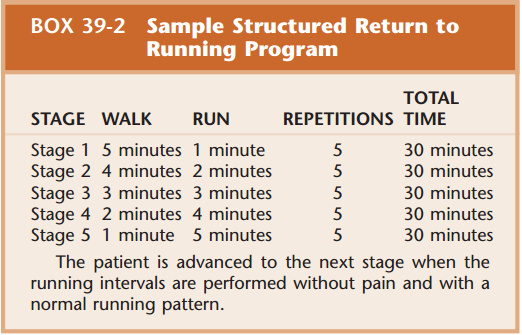 BOX 39-2 Sample Structured Return to
Running Program
TOTAL
STAGE WALK RUN REPETITIONS TIME
Stage 1 5 minutes 1 minute 5 30 minutes
Stage 2 4 minutes 2 minutes 5 30 minutes
Stage 3 3 minutes 3 minutes 5 30 minutes
Stage 4 2 minutes 4 minutes 5 30 minutes
Stage 5 1 minute 5 minutes 5 30 minutes
The patient is advanced to the next stage when the
running intervals are performed without pain and with a
normal running pattern.